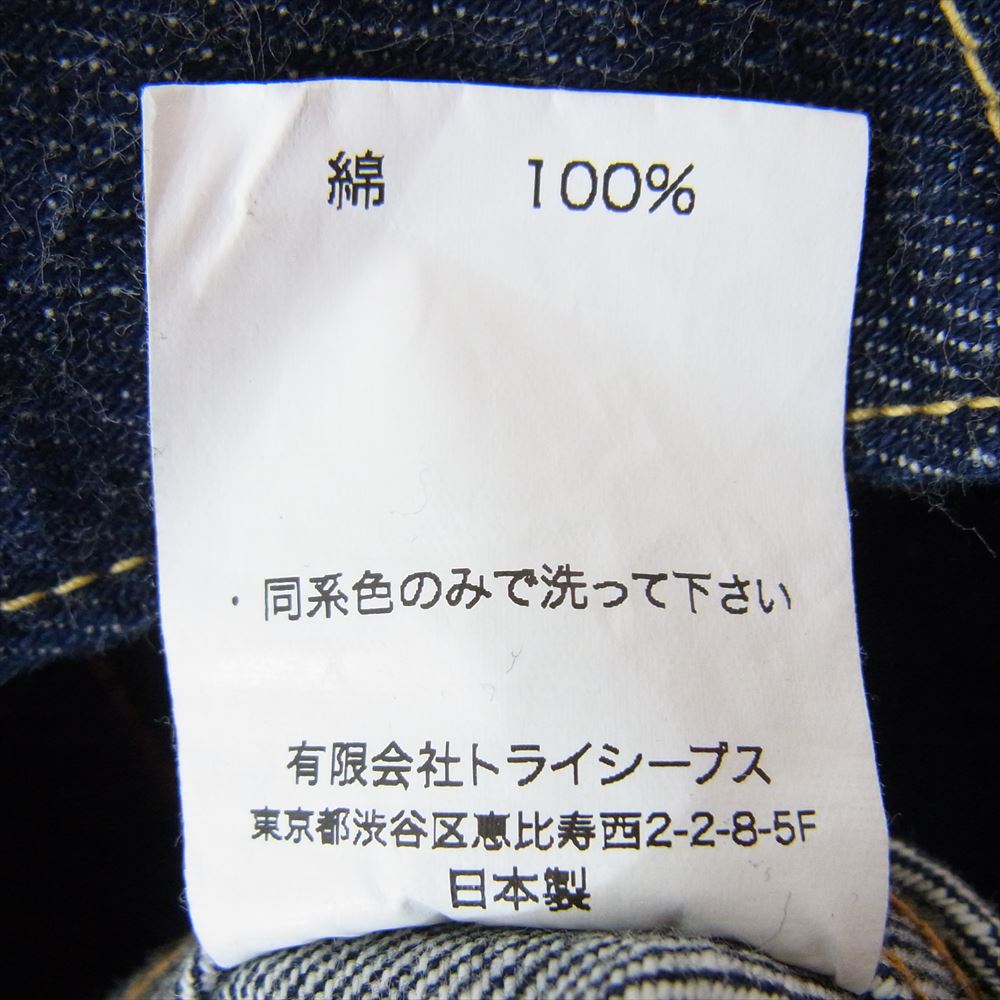 綿 100%
・同系色のみで洗って下さい
有限会社トライシープス
東京都渋谷区恵比寿西2-2-8-5F
日本製